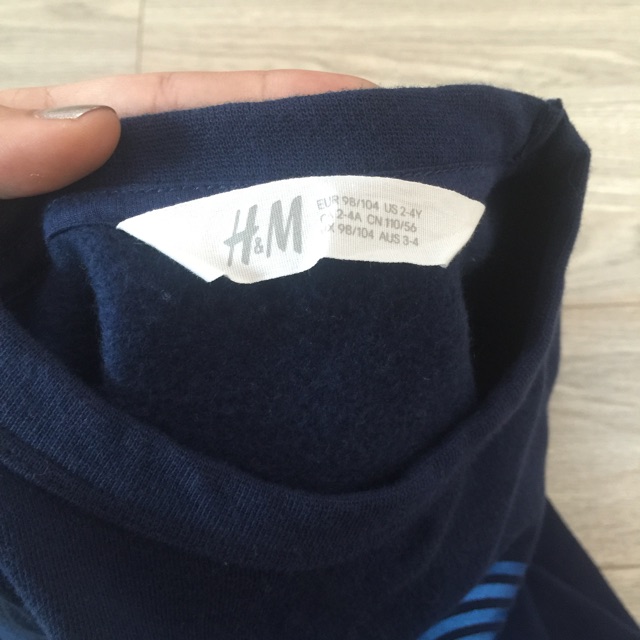 H&M
EUR 98/104 US 2-4Y
2-4A CN 110/56
98/104 AUS 3-4